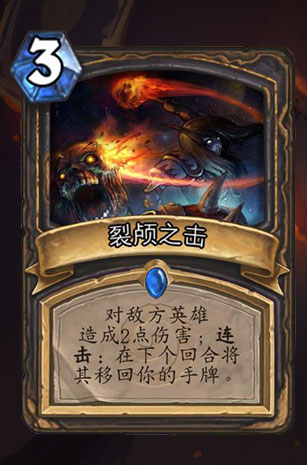 3
裂颅之击
对敌方英雄
造成2点伤害；连
击：在下个回合将
其移回你的手牌。